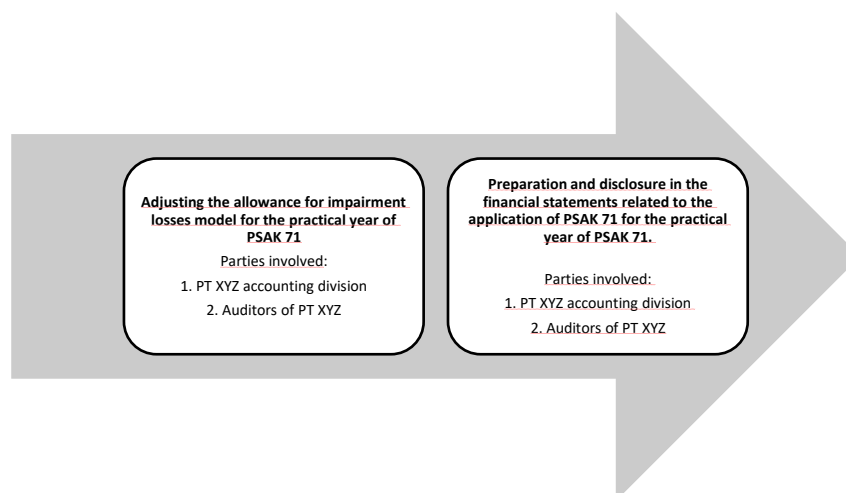 Adjusting the allowance for impairment
losses model for the practical year of
PSAK 71
Parties involved:
1. PT XYZ accounting division
2. Auditors of PT XYZ
Preparation and disclosure in the
financial statements related to the
application of PSAK 71 for the practical
year of PSAK 71.
Parties involved:
1. PT XYZ accounting division
2. Auditors of PT XYZ